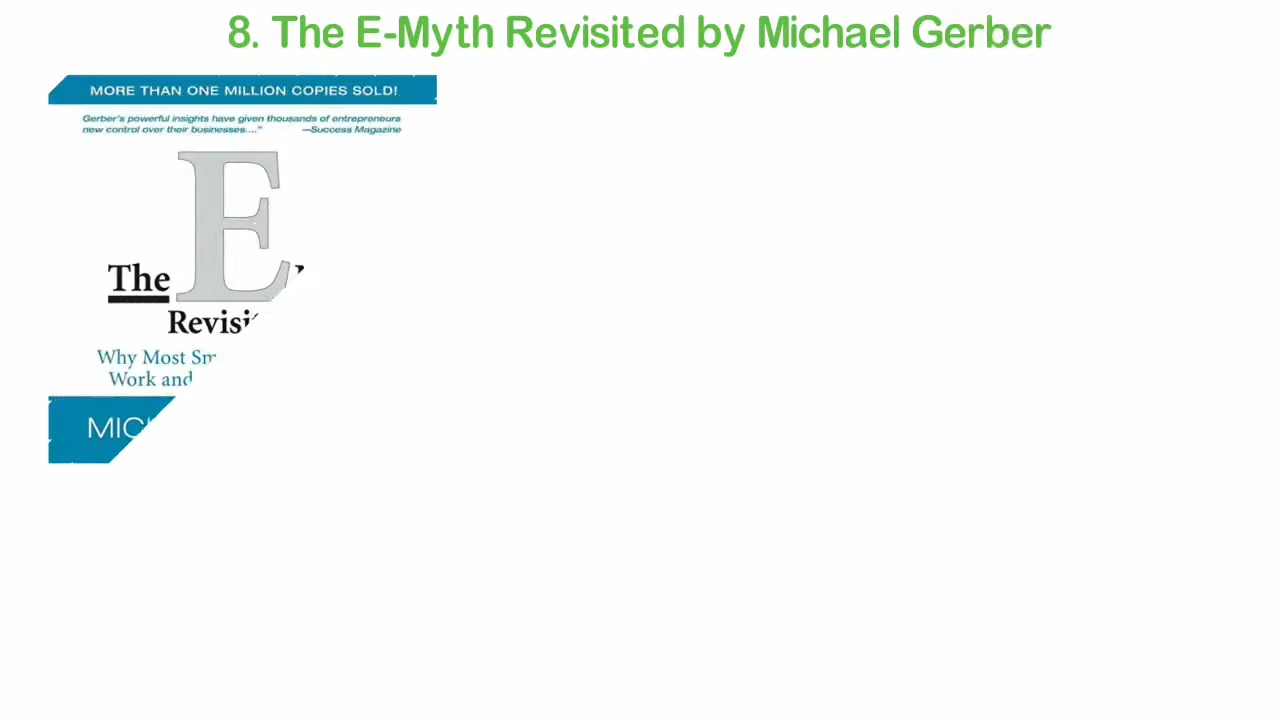 8. The E-Myth Revisited by Michael Gerber
MORE THAN ONE MILLION COPIES SOLD!
Gerber's powerful insights have given thousands of entrepreneurs
new control over their businesses...." —Success Magazine
The E
Revisi
Why Most Sm
Work and
MIC